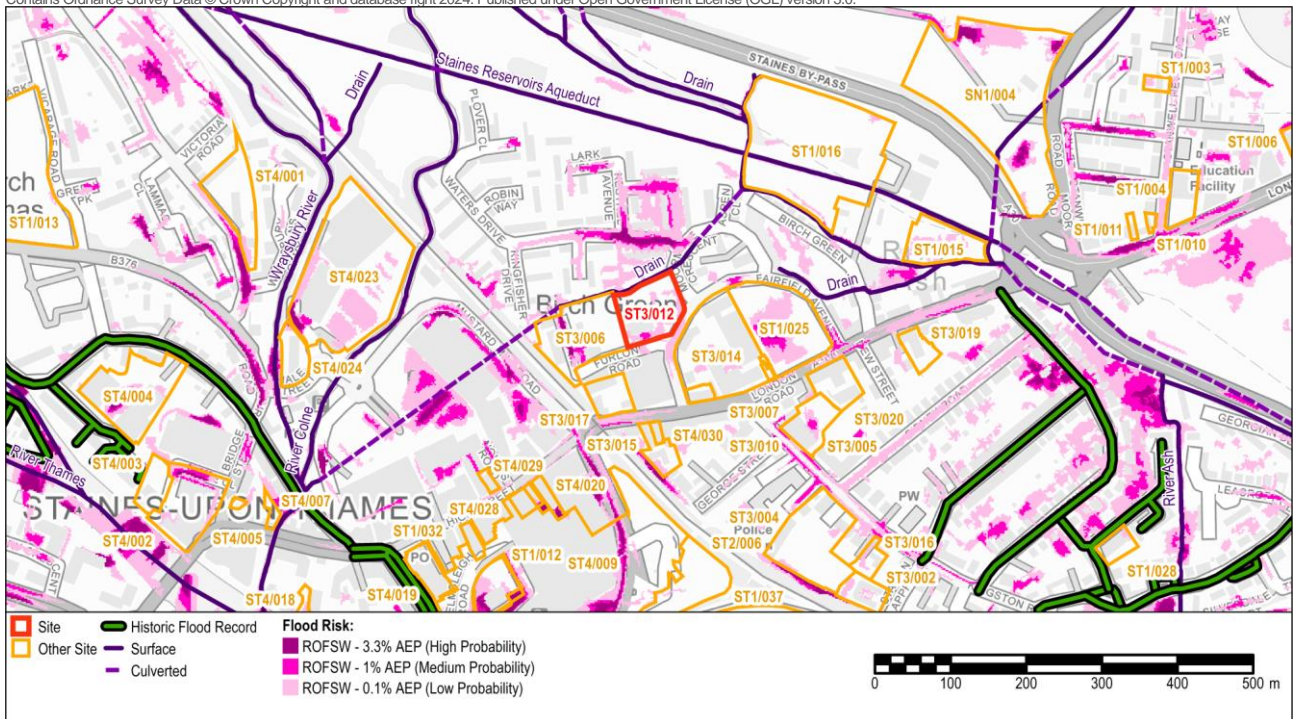 Contains Ordnance Survey Data © Crown Copyright and database right 2024. Published under Open Government License (OGL) version 3.0.
STAINES BY-PASS
Staines Reservoirs Aqueduct
Drain
Drain
SN1/004
ST1/003
ST1/006
ST1/016
VICARAGE ROAD
VICTORIA ROAD
PLOVER CL
LARK AVENUE
ROBIN WAY
WATERS DRIVE
KINGFISHER DRIVE
ST4/001
Wraysbury River
ST1/013
B376
ST4/023
Drain
Birch Green
BIRCH GREEN
ST1/015
ROAD
MOOR
ST1/004
Education Facility
ST1/011
ST1/010
ST3/012
FAIRFIELD AVENUE
Drain
MUSTARD
ROAD
ST3/006
FURLONG ROAD
ST3/014
ST1/025
ST3/019
ST4/024
ST4/004
River Colne
LONDON ROAD
NEW STREET
ST3/017
ST3/007
ST3/020
ST3/015
ST4/030
ST3/010
ST3/005
River Thames
ST4/003
BRIDGE
ST4/029
GEORGE STREET
River Ash
STAINES-UPON-THAMES
ST4/007
ST4/020
ST4/028
PW
ST4/002
ST4/005
ST1/032
PO
ST3/004
Police
ST2/006
ST3/016
ST1/012
ST4/009
ST3/002
ST1/028
ST4/018
ST4/019
ST1/037
Site
Other Site
Historic Flood Record
Surface
Culverted
Flood Risk:
ROFSW - 3.3% AEP (High Probability)
ROFSW - 1% AEP (Medium Probability)
ROFSW - 0.1% AEP (Low Probability)
0 100 200 300 400 500 m